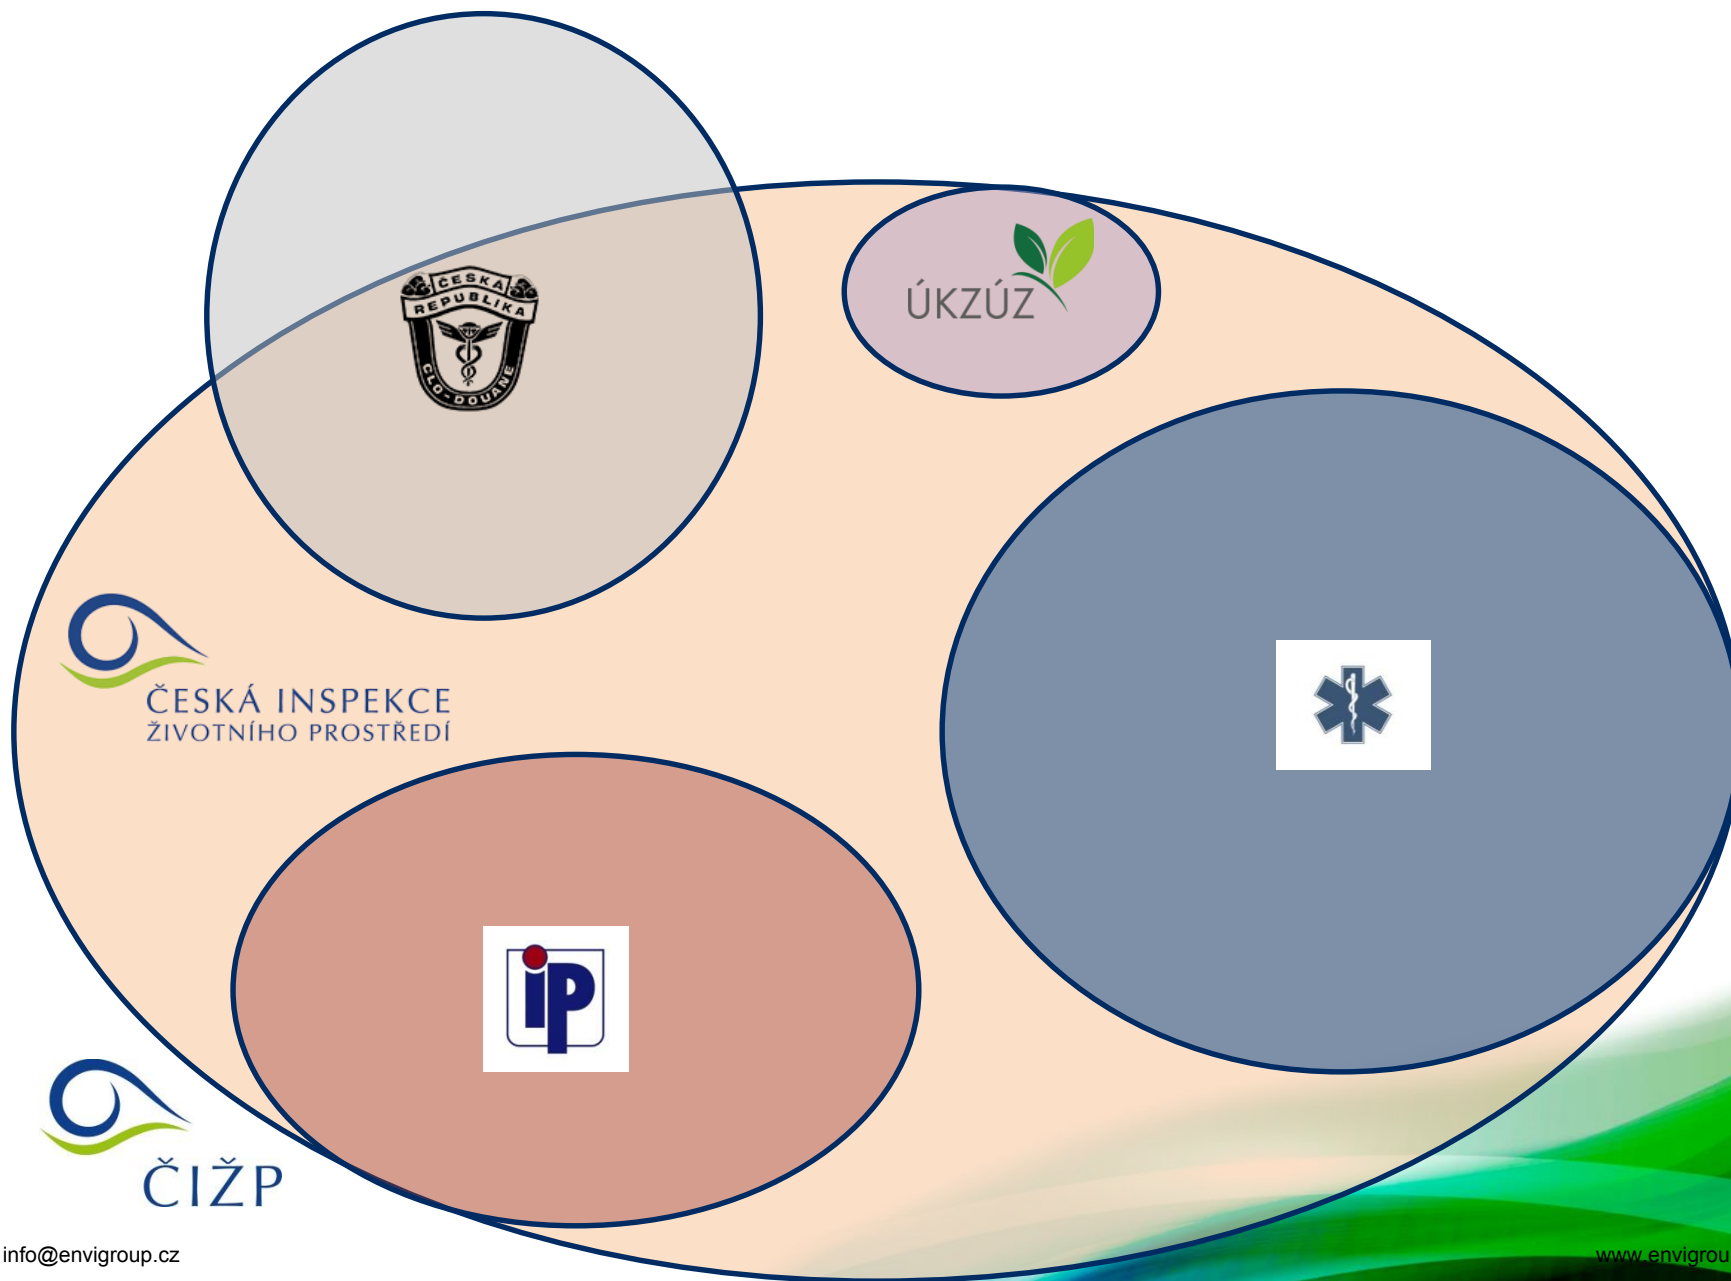 ČESKÁ
REPUBLIKA
CLO-DOUANE
ÚKZÚZ
ČESKÁ INSPEKCE
ŽIVOTNÍHO PROSTŘEDÍ
iP
ČIŽP
info@envigroup.cz
www.envigrou